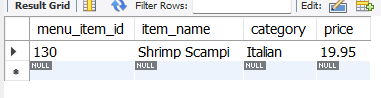 Result Grid Filter Rows: Edit:
menu_item_id item_name category price
130 Shrimp Scampi Italian 19.95
NULL NULL NULL NULL